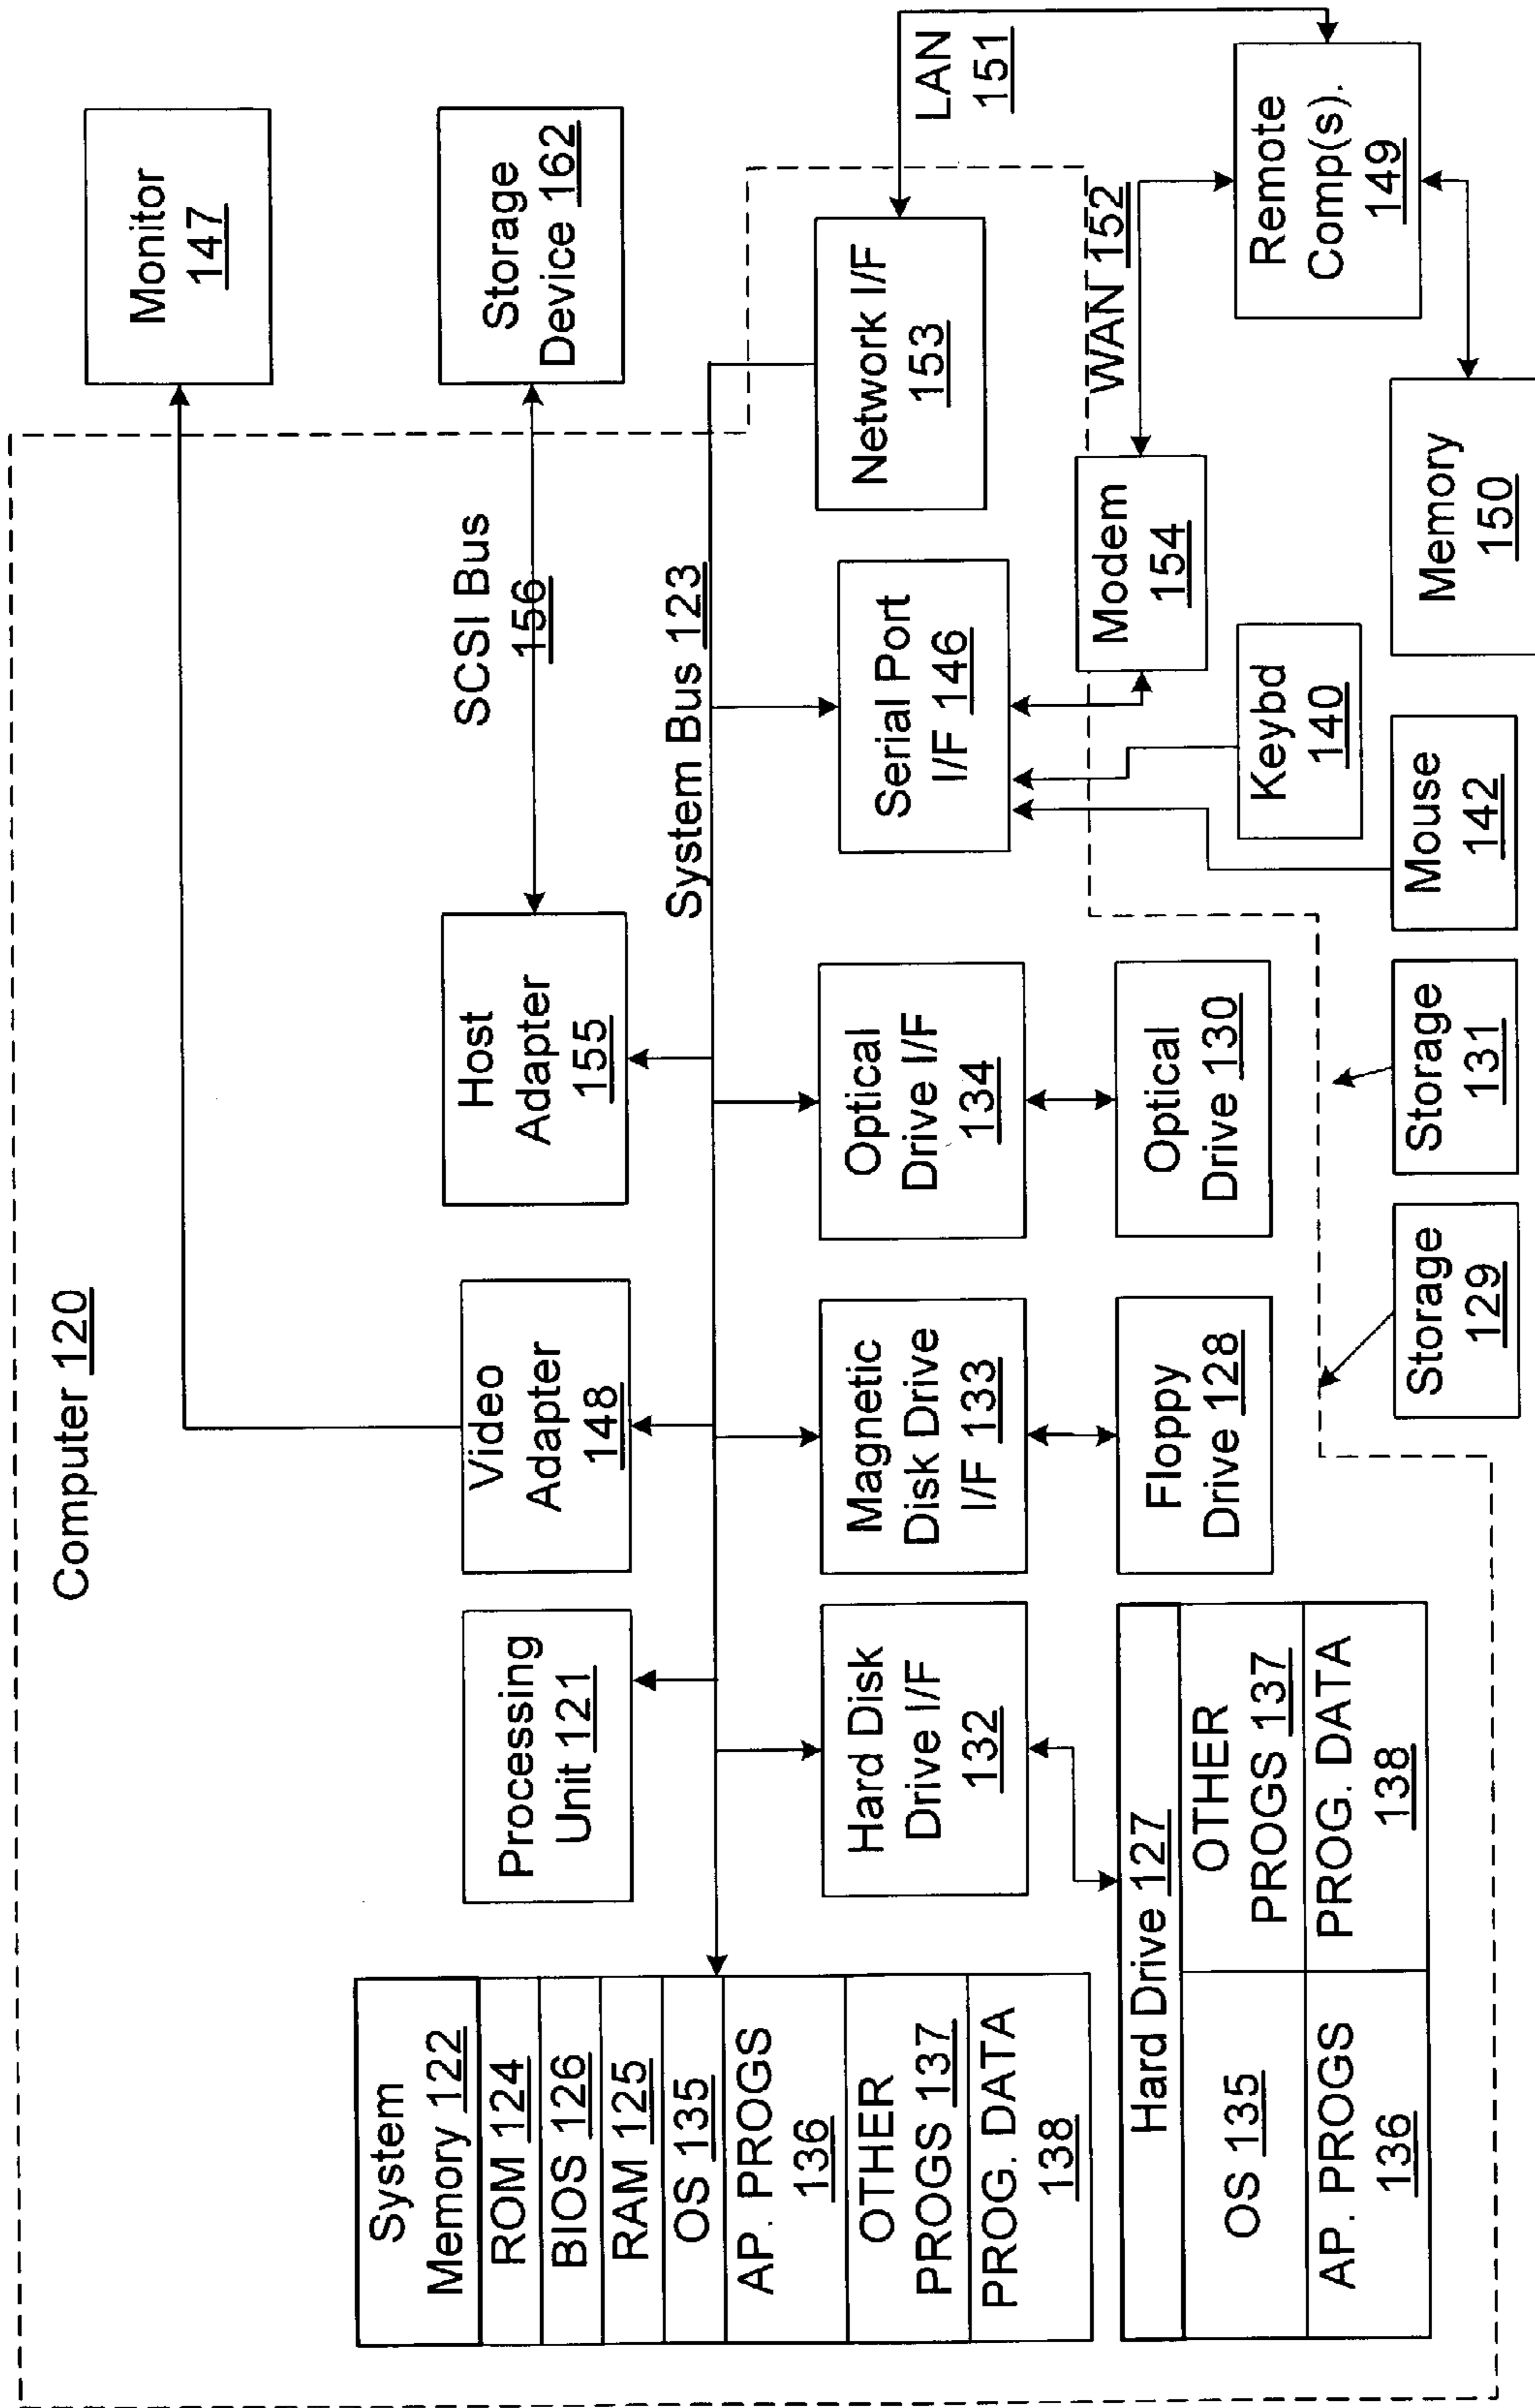 Computer 120
Monitor
147
Video
Adapter
148
Processing
Unit 121
Host
Adapter
155
SCSI Bus
156
Storage
Device 162
System
Memory 122
ROM 124
BIOS 126
RAM 125
OS 135
AP. PROGS
136
OTHER
PROGS 137
PROG. DATA
138
System Bus 123
Hard Disk
Drive I/F
132
Magnetic
Disk Drive
I/F 133
Optical
Drive I/F
134
Serial Port
I/F 146
Network I/F
153
LAN
151
Hard Drive 127
OS 135
OTHER
PROGS 137
AP. PROGS
136
PROG. DATA
138
Floppy
Drive 128
Optical
Drive 130
Modem
154
WAN 152
Keybd
140
Remote
Comp(s).
149
Storage
129
Storage
131
Mouse
142
Memory
150